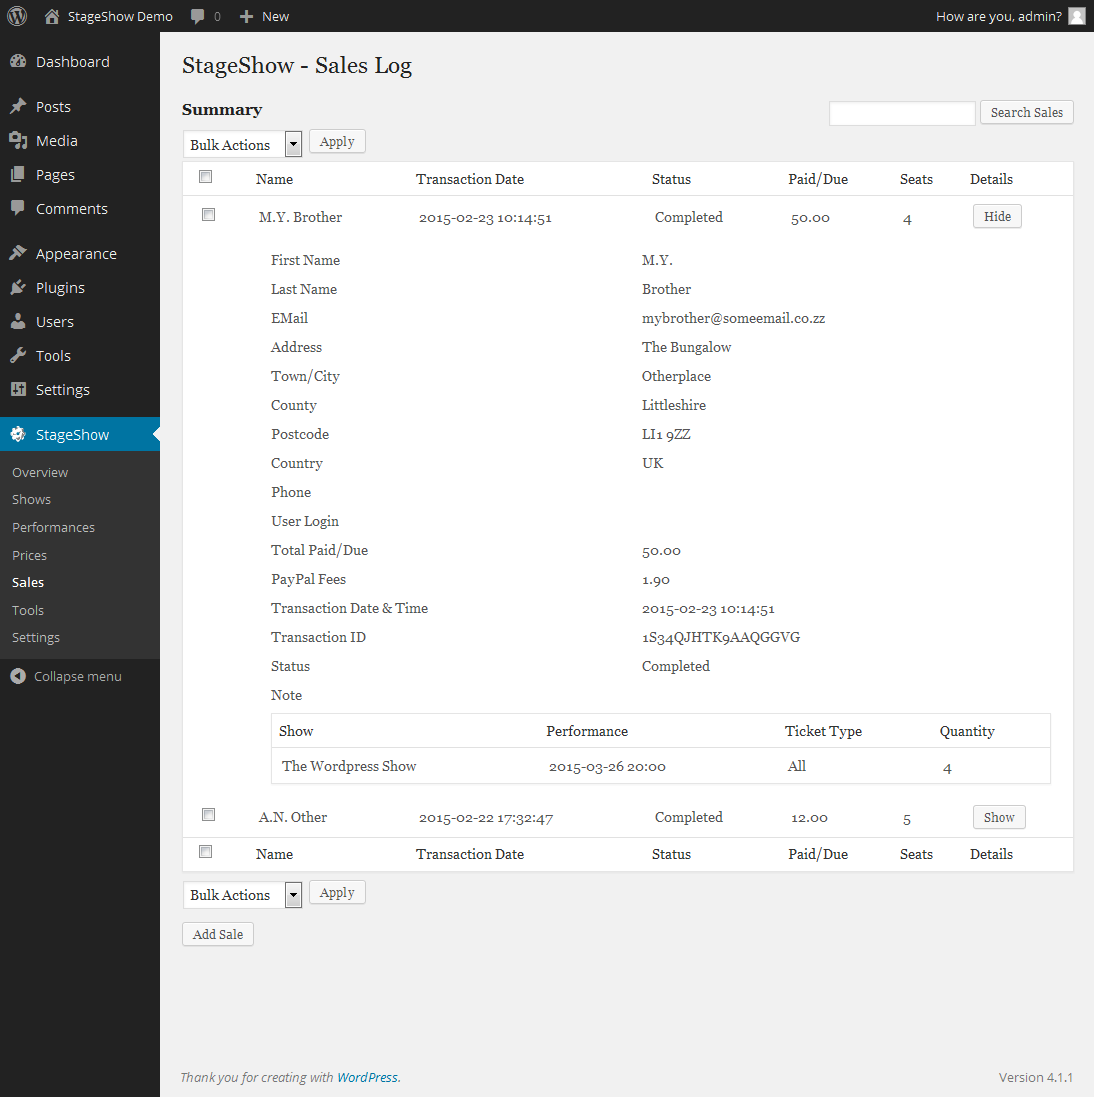 StageShow Demo 0 New How are you, admin?
Dashboard
Posts
Media
Pages
Comments
Appearance
Plugins
Users
Tools
Settings
StageShow
Overview
Shows
Performances
Prices
Sales
Tools
Settings
Collapse menu
StageShow - Sales Log
Summary
Search Sales
Bulk Actions Apply
Name Transaction Date Status Paid/Due Seats Details
M.Y. Brother 2015-02-23 10:14:51 Completed 50.00 4 Hide
First Name M.Y.
Last Name Brother
EMail mybrother@someemail.co.zz
Address The Bungalow
Town/City Otherplace
County Littleshire
Postcode LI1 9ZZ
Country UK
Phone
User Login
Total Paid/Due 50.00
PayPal Fees 1.90
Transaction Date & Time 2015-02-23 10:14:51
Transaction ID 1S34QJHTK9AAQGGVG
Status Completed
Note
Show Performance Ticket Type Quantity
The Wordpress Show 2015-03-26 20:00 All 4
A.N. Other 2015-02-22 17:32:47 Completed 12.00 5 Show
Name Transaction Date Status Paid/Due Seats Details
Bulk Actions Apply
Add Sale
Thank you for creating with WordPress. Version 4.1.1